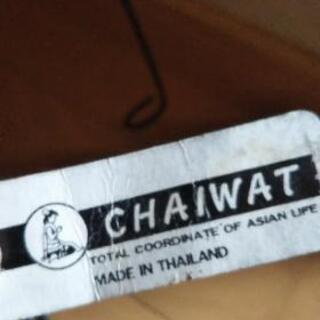 CHAIWAT
TOTAL COORDINATE OF ASIAN LIFE
MADE IN THAILAND